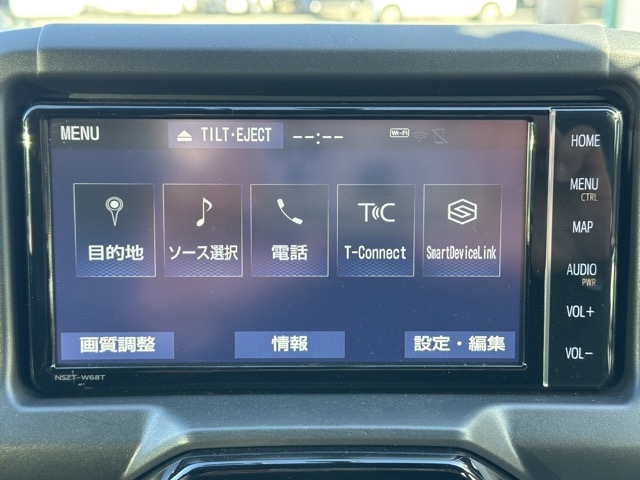 MENU
TILT･EJECT
--:--
Wi-Fi
目的地
ソース選択
電話
TC
T-Connect
SmartDeviceLink
画質調整
情報
設定・編集
NSZT-W68T
HOME
MENU
CTRL
MAP
AUDIO
PWR
VOL+
VOL-